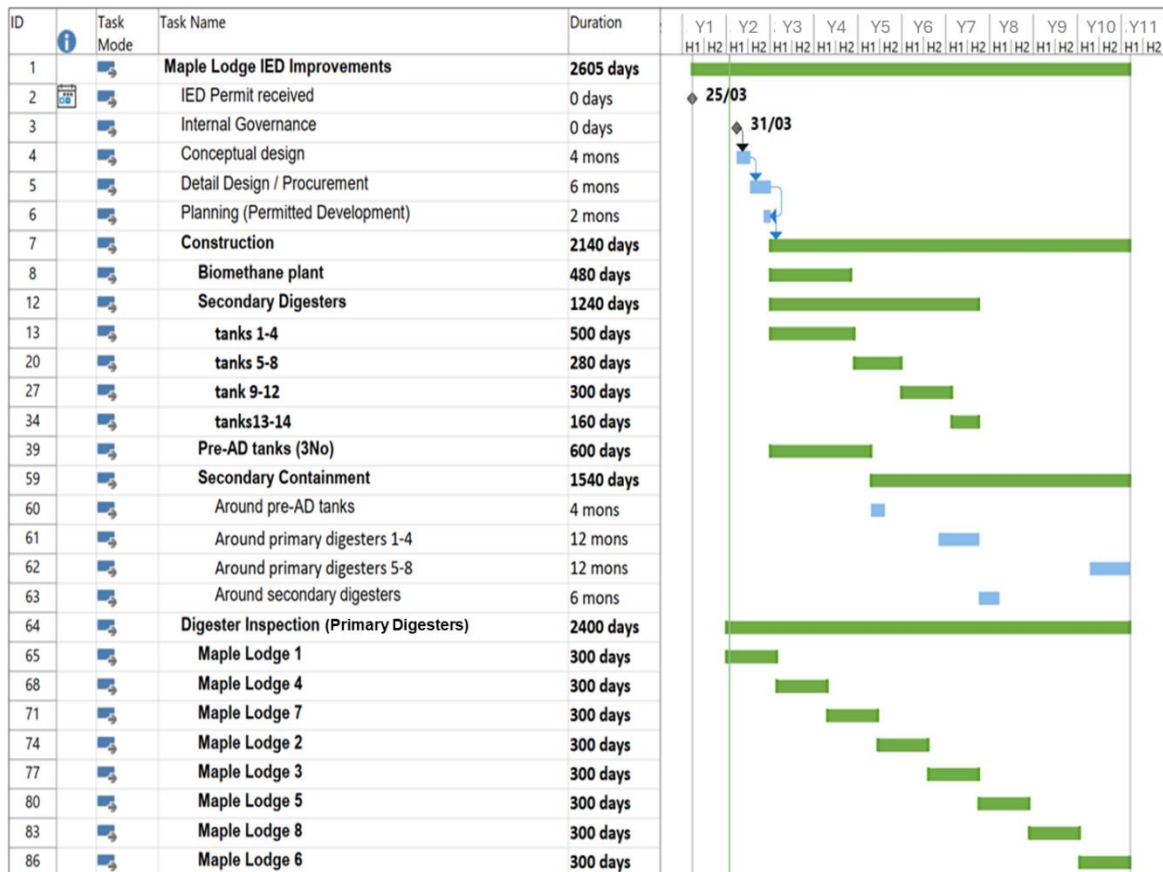 ID Task Mode Task Name Duration Y1 Y2 Y3 Y4 Y5 Y6 Y7 Y8 Y9 Y10 Y11
H1 H2 H1 H2 H1 H2 H1 H2 H1 H2 H1 H2 H1 H2 H1 H2 H1 H2 H1 H2 H1 H2
1 Maple Lodge IED Improvements 2605 days
2 IED Permit received 0 days 25/03
3 Internal Governance 0 days 31/03
4 Conceptual design 4 mons
5 Detail Design / Procurement 6 mons
6 Planning (Permitted Development) 2 mons
7 Construction 2140 days
8 Biomethane plant 480 days
12 Secondary Digesters 1240 days
13 tanks 1-4 500 days
20 tanks 5-8 280 days
27 tank 9-12 300 days
34 tanks13-14 160 days
39 Pre-AD tanks (3No) 600 days
59 Secondary Containment 1540 days
60 Around pre-AD tanks 4 mons
61 Around primary digesters 1-4 12 mons
62 Around primary digesters 5-8 12 mons
63 Around secondary digesters 6 mons
64 Digester Inspection (Primary Digesters) 2400 days
65 Maple Lodge 1 300 days
68 Maple Lodge 4 300 days
71 Maple Lodge 7 300 days
74 Maple Lodge 2 300 days
77 Maple Lodge 3 300 days
80 Maple Lodge 5 300 days
83 Maple Lodge 8 300 days
86 Maple Lodge 6 300 days